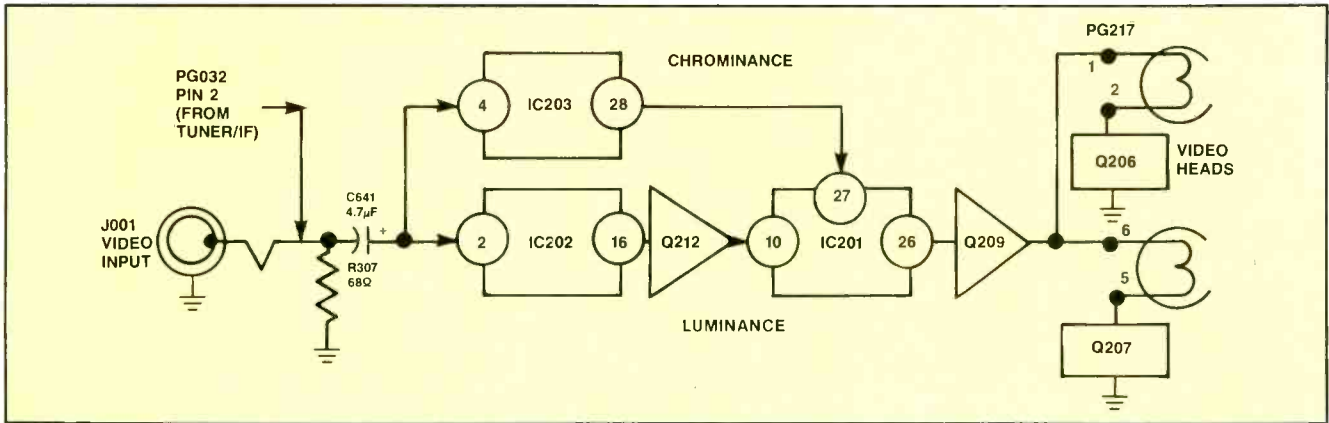 PG032
PIN 2
(FROM
TUNER/IF)
J001
VIDEO
INPUT
C641
4.7µF
+
R307
68Ω
CHROMINANCE
4
IC203
28
2
IC202
16
Q212
LUMINANCE
10
27
IC201
26
Q209
PG217
1
2
Q206
VIDEO
HEADS
6
5
Q207